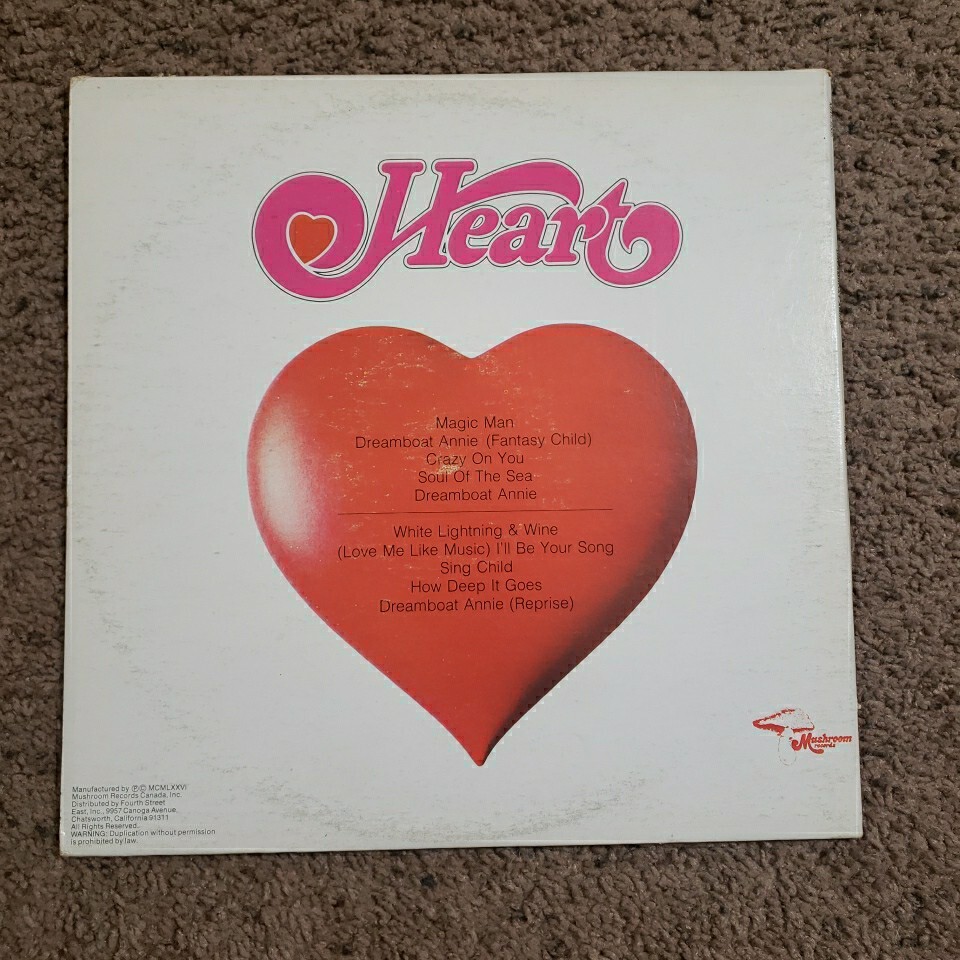 Heart
Magic Man
Dreamboat Annie (Fantasy Child)
Crazy On You
Soul Of The Sea
Dreamboat Annie
White Lightning & Wine
(Love Me Like Music) I'll Be Your Song
Sing Child
How Deep It Goes
Dreamboat Annie (Reprise)
Mushroom
records
Manufactured by ℗© MCMLXXVI
Mushroom Records Canada, Inc.
Distributed by Fourth Street
East, Inc., 9957 Canoga Avenue,
Chatsworth, California 91311
All Rights Reserved.
WARNING: Duplication without permission
is prohibited by law.